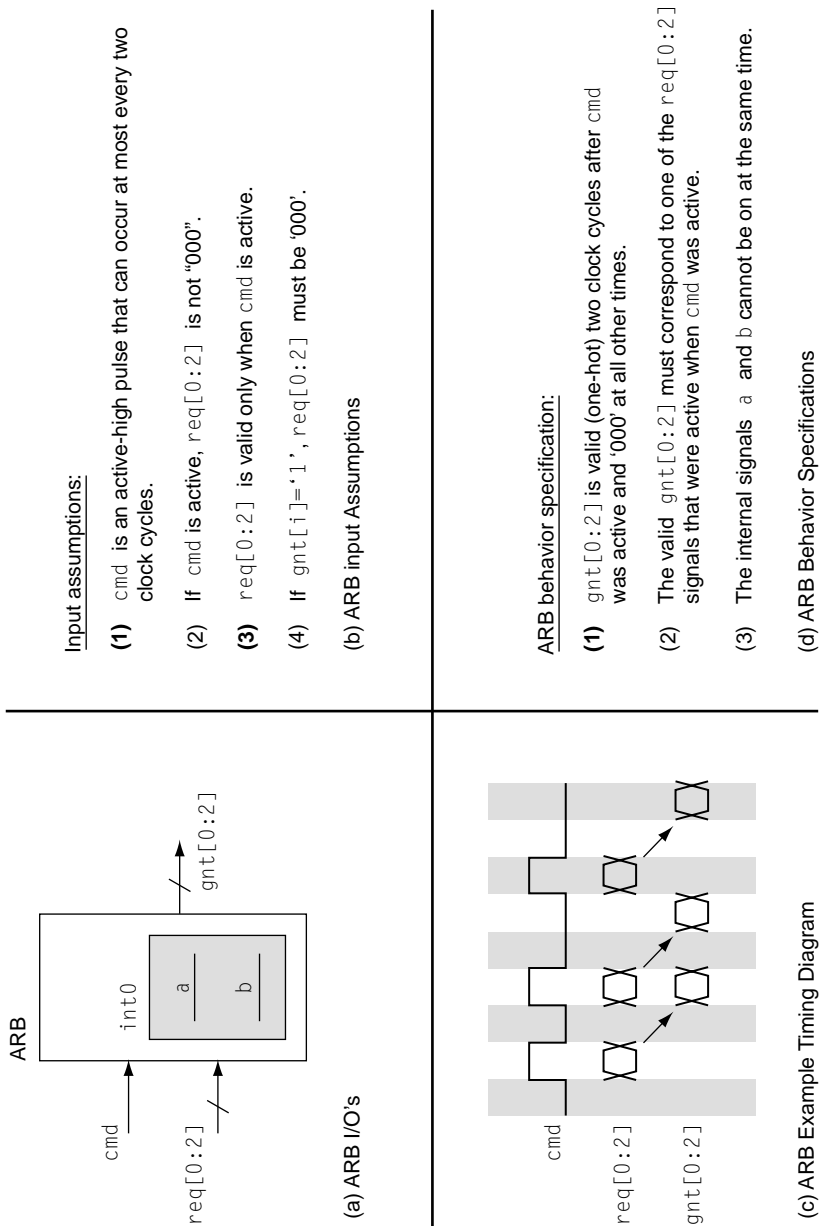 ARB
cmd
req[0:2]
int0
a
b
gnt[0:2]
(a) ARB I/O's
Input assumptions:
(1) cmd is an active-high pulse that can occur at most every two
clock cycles.
(2) If cmd is active, req[0:2] is not “000”.
(3) req[0:2] is valid only when cmd is active.
(4) If gnt[i]=‘1’, req[0:2] must be ‘000’.
(b) ARB input Assumptions
cmd
req[0:2]
gnt[0:2]
(c) ARB Example Timing Diagram
ARB behavior specification:
(1) gnt[0:2] is valid (one-hot) two clock cycles after cmd
was active and ‘000’ at all other times.
(2) The valid gnt[0:2] must correspond to one of the req[0:2]
signals that were active when cmd was active.
(3) The internal signals a and b cannot be on at the same time.
(d) ARB Behavior Specifications